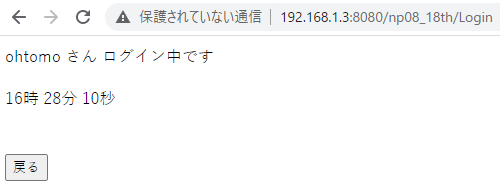 保護されていない通信 | 192.168.1.3:8080/np08_18th/Login
ohtomo さん ログイン中です
16時 28分 10秒
戻る